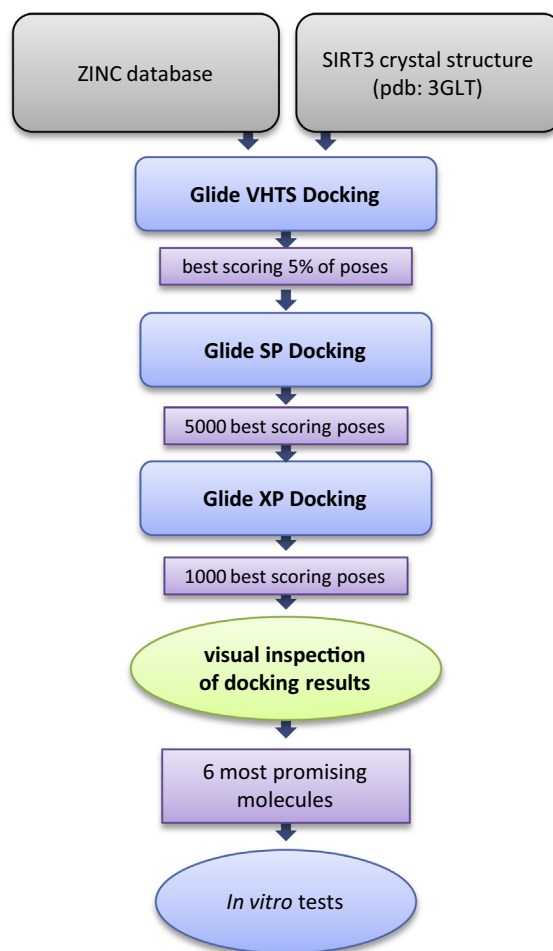 ZINC database
SIRT3 crystal structure
(pdb: 3GLT)
Glide VHTS Docking
best scoring 5% of poses
Glide SP Docking
5000 best scoring poses
Glide XP Docking
1000 best scoring poses
visual inspection
of docking results
6 most promising
molecules
In vitro tests